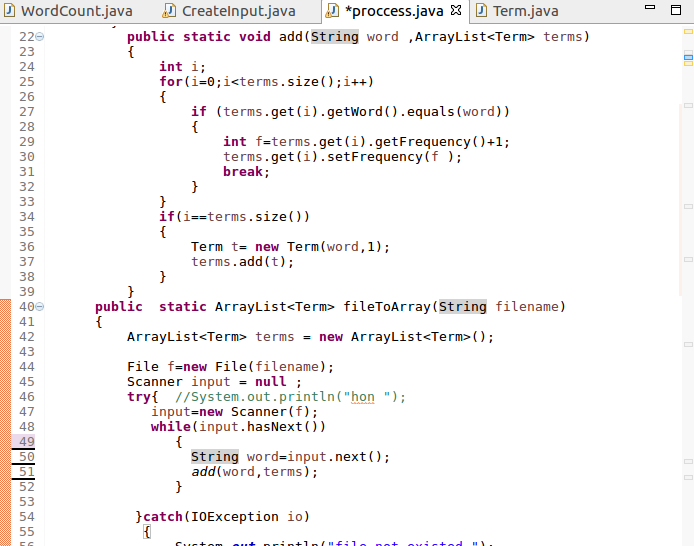 WordCount.java CreateInput.java *proccess.java Term.java
22 public static void add(String word ,ArrayList<Term> terms)
23 {
24 int i;
25 for(i=0;i<terms.size();i++)
26 {
27 if (terms.get(i).getWord().equals(word))
28 {
29 int f=terms.get(i).getFrequency()+1;
30 terms.get(i).setFrequency(f );
31 break;
32 }
33 }
34 if(i==terms.size())
35 {
36 Term t= new Term(word,1);
37 terms.add(t);
38 }
39 }
40 public static ArrayList<Term> fileToArray(String filename)
41 {
42 ArrayList<Term> terms = new ArrayList<Term>();
43
44 File f=new File(filename);
45 Scanner input = null ;
46 try{ //System.out.println("hon ");
47 input=new Scanner(f);
48 while(input.hasNext())
49 {
50 String word=input.next();
51 add(word,terms);
52 }
53
54 }catch(IOException io)
55 {
56 System.out.println("file not existed ");